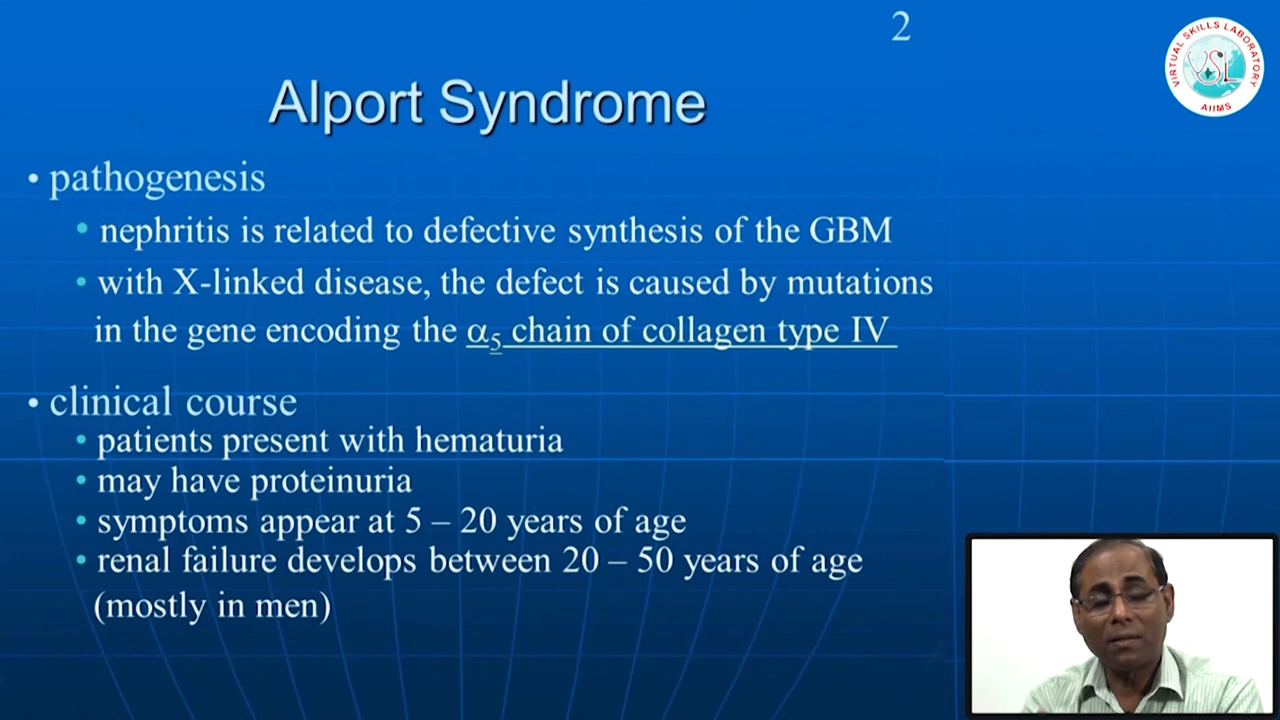 2
VIRTUAL SKILLS LABORATORY
VSL
AIIMS
Alport Syndrome
• pathogenesis
• nephritis is related to defective synthesis of the GBM
• with X-linked disease, the defect is caused by mutations
in the gene encoding the α₅ chain of collagen type IV
• clinical course
• patients present with hematuria
• may have proteinuria
• symptoms appear at 5 – 20 years of age
• renal failure develops between 20 – 50 years of age
(mostly in men)